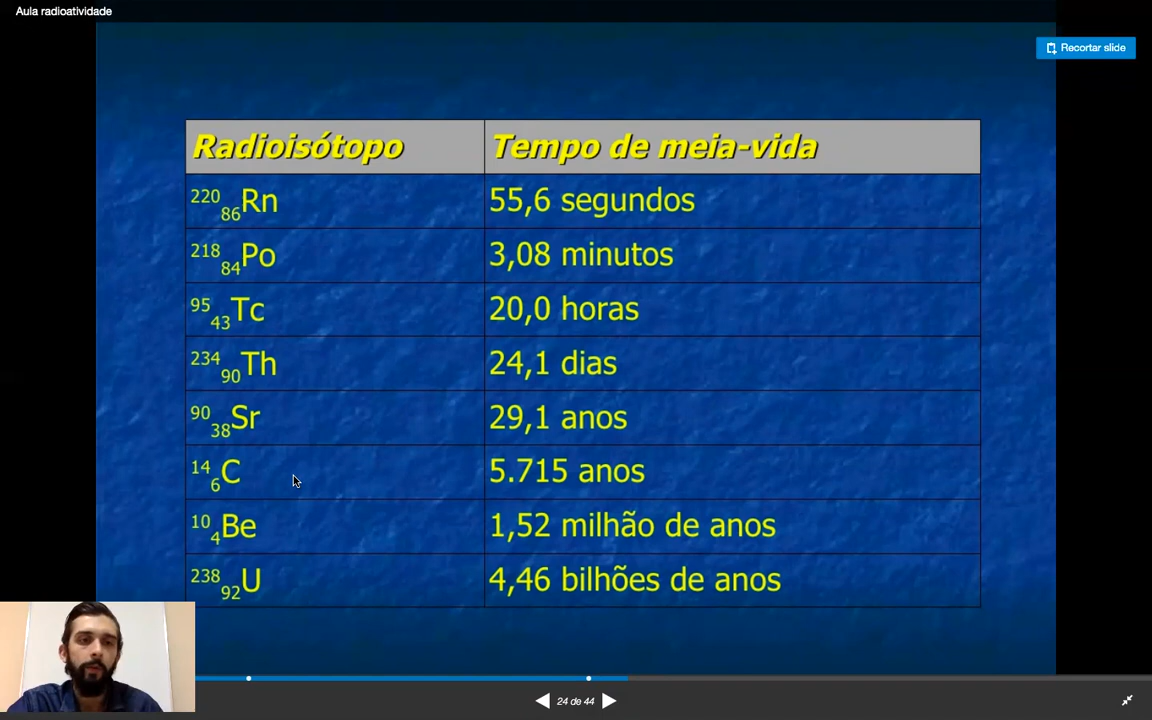 Aula radioatividade
Recortar slide
Radioisótopo Tempo de meia-vida
220 86Rn 55,6 segundos
218 84Po 3,08 minutos
95 43Tc 20,0 horas
234 90Th 24,1 dias
90 38Sr 29,1 anos
14 6C 5.715 anos
10 4Be 1,52 milhão de anos
238 92U 4,46 bilhões de anos
24 de 44